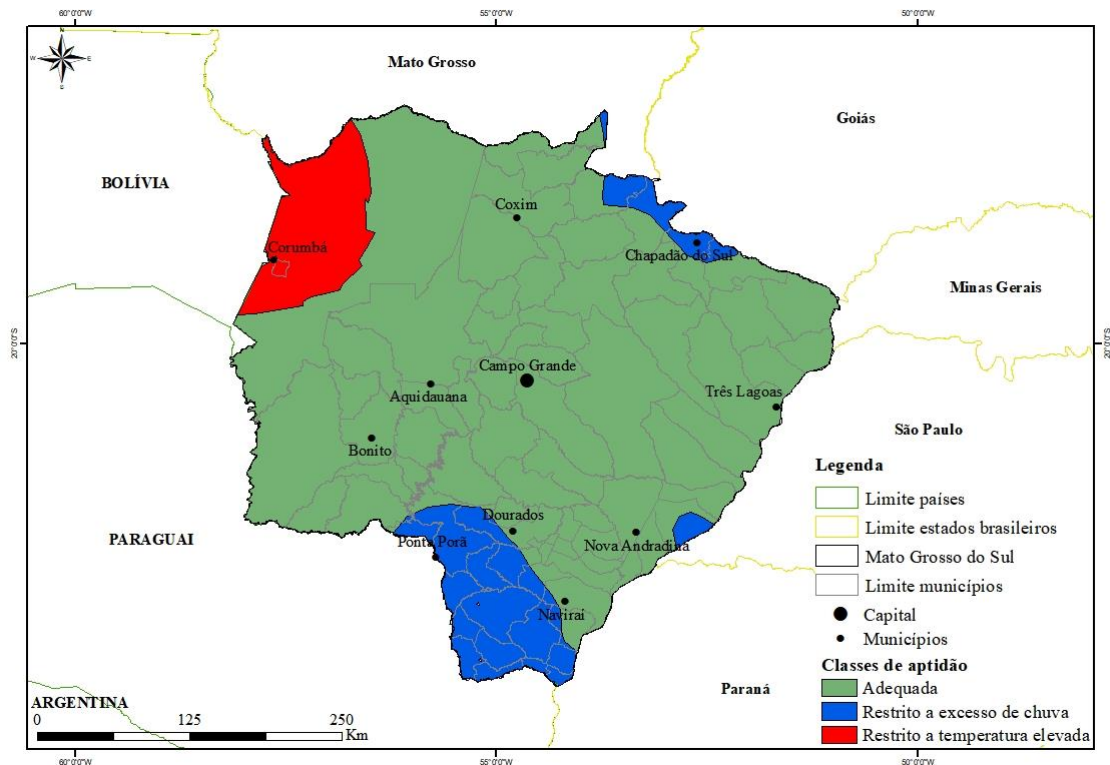 60°0'0"W
55°0'0"W
50°0'0"W
N
W
E
S
Mato Grosso
Goiás
BOLÍVIA
Coxim
Corumbá
Chapadão do Sul
Minas Gerais
20°0'0"S
20°0'0"S
Campo Grande
Aquidauana
Três Lagoas
São Paulo
Bonito
Legenda
Limite países
Dourados
Limite estados brasileiros
PARAGUAI
Ponta Porã
Nova Andradina
Mato Grosso do Sul
Limite municípios
Naviraí
Capital
Municípios
Classes de aptidão
Paraná
Adequada
ARGENTINA
Restrito a excesso de chuva
0
125
250
Km
Restrito a temperatura elevada
60°0'0"W
55°0'0"W
50°0'0"W